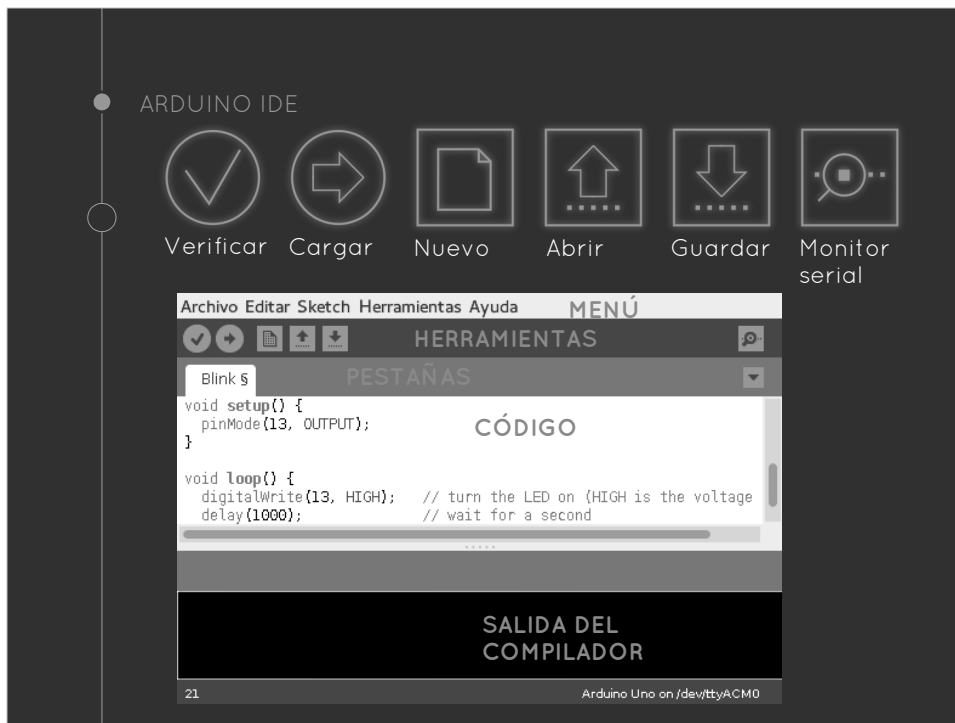 ARDUINO IDE
Verificar Cargar Nuevo Abrir Guardar Monitor
serial
Archivo Editar Sketch Herramientas Ayuda MENÚ
HERRAMIENTAS
Blink § PESTAÑAS
void setup() {
pinMode(13, OUTPUT); CÓDIGO
}
void loop() {
digitalWrite(13, HIGH); // turn the LED on (HIGH is the voltage
delay(1000); // wait for a second
SALIDA DEL
COMPILADOR
21 Arduino Uno on /dev/ttyACM0